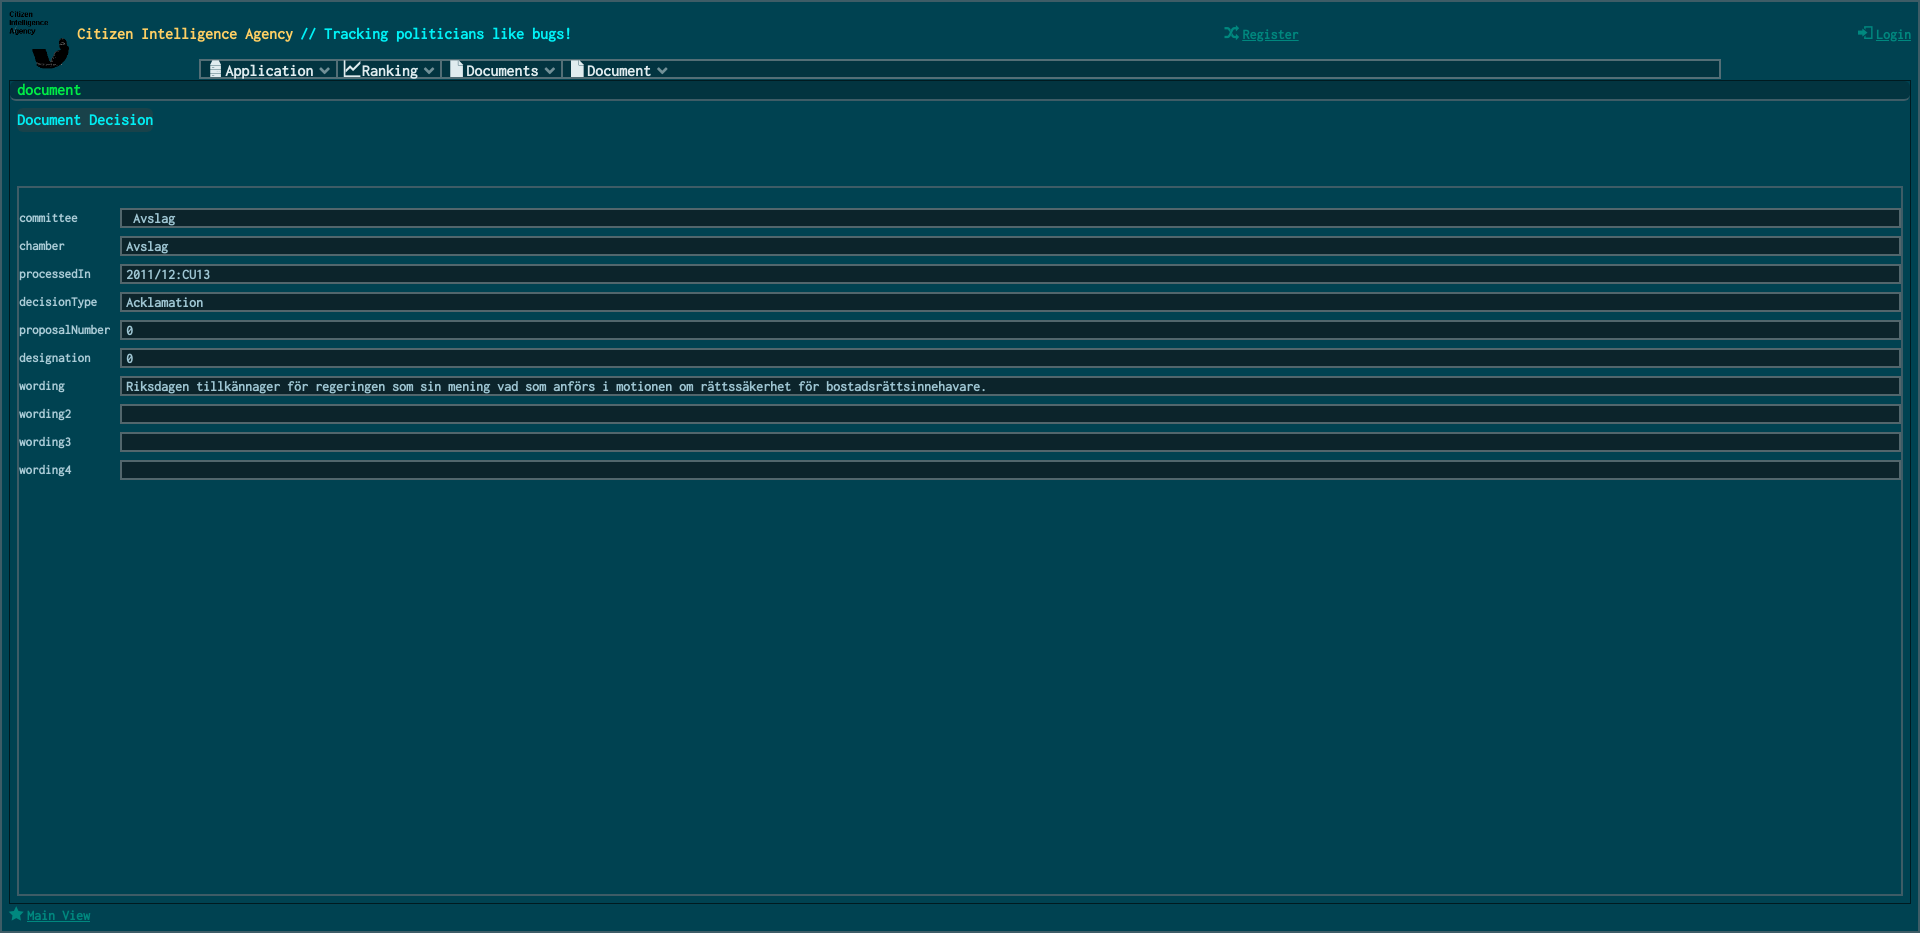 Citizen
Intelligence
Agency
Citizen Intelligence Agency // Tracking politicians like bugs!
Register
Login
Application
Ranking
Documents
Document
document
Document Decision
committee Avslag
chamber Avslag
processedIn 2011/12:CU13
decisionType Acklamation
proposalNumber 0
designation 0
wording Riksdagen tillkännager för regeringen som sin mening vad som anförs i motionen om rättssäkerhet för bostadsrättsinnehavare.
wording2
wording3
wording4
Main View